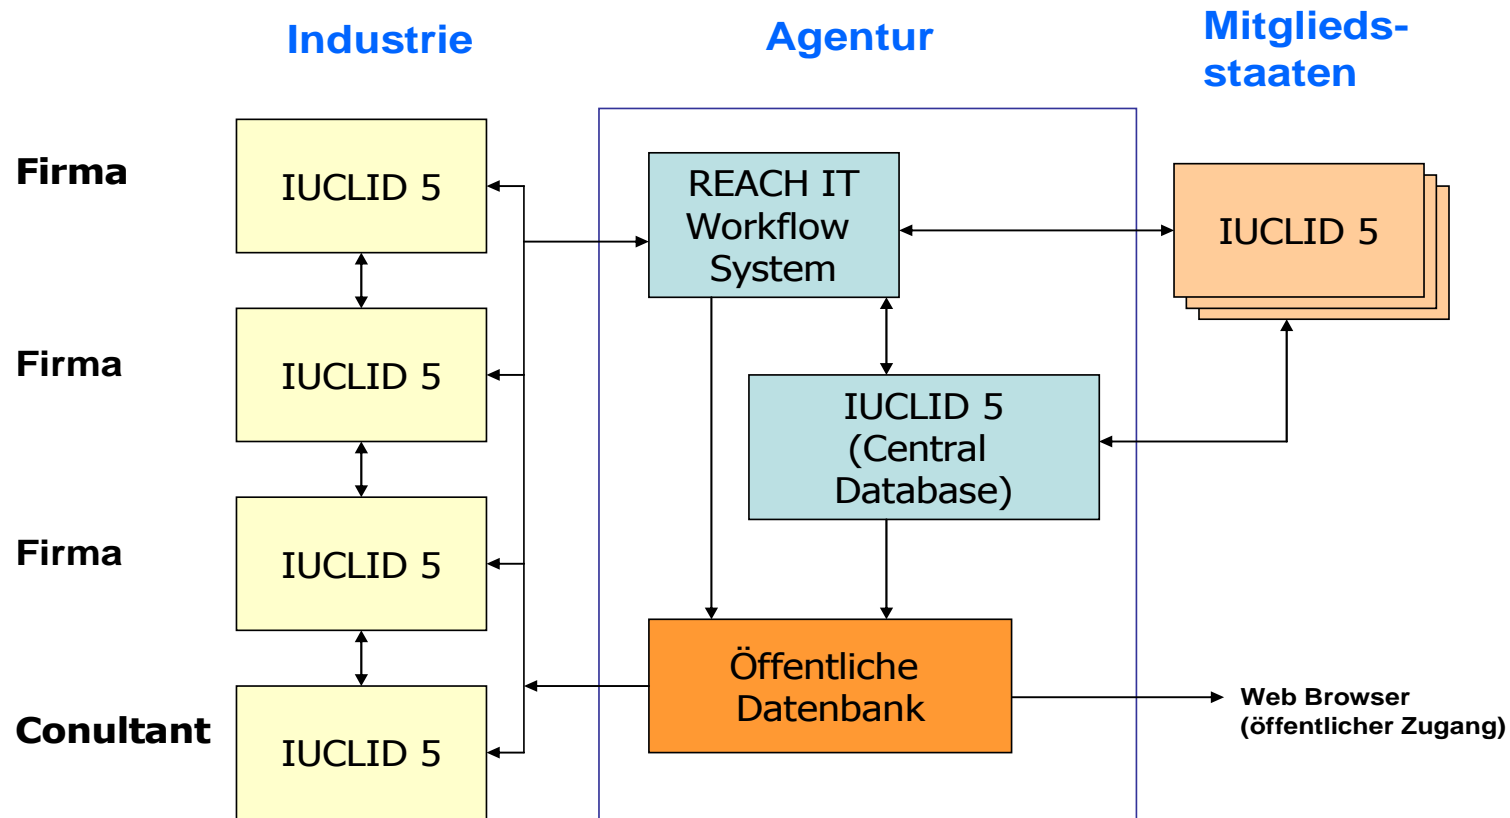 Industrie
Agentur
Mitglieds-
staaten
Firma
IUCLID 5
REACH IT
Workflow
System
IUCLID 5
Firma
IUCLID 5
IUCLID 5
(Central
Database)
Firma
IUCLID 5
Öffentliche
Datenbank
Web Browser
(öffentlicher Zugang)
Conultant
IUCLID 5